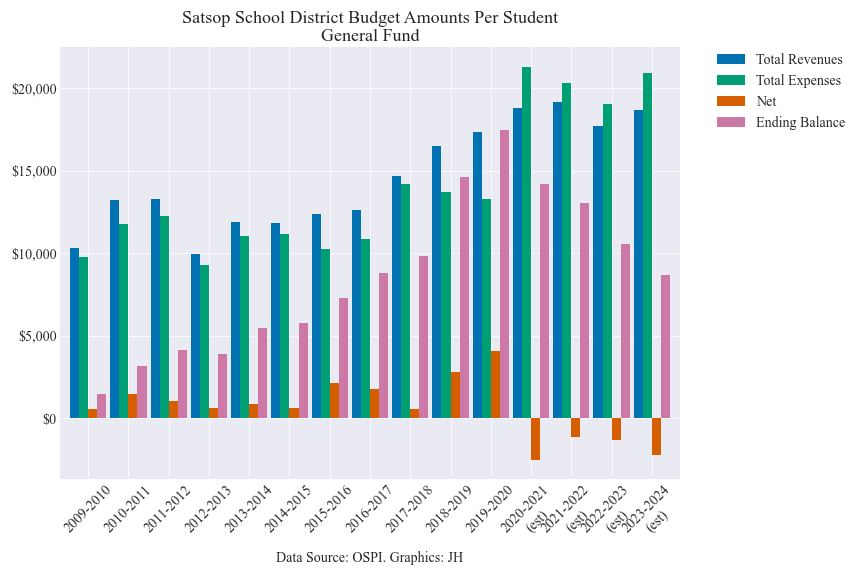 Satsop School District Budget Amounts Per Student
General Fund
Total Revenues
Total Expenses
Net
Ending Balance
$20,000
$15,000
$10,000
$5,000
$0
2009-2010
2010-2011
2011-2012
2012-2013
2013-2014
2014-2015
2015-2016
2016-2017
2017-2018
2018-2019
2019-2020
2020-2021
(est)
2021-2022
(est)
2022-2023
(est)
2023-2024
(est)
Data Source: OSPI. Graphics: JH